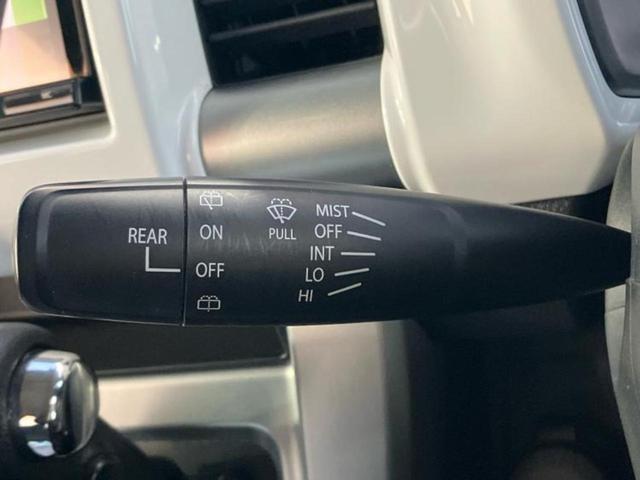 REAR
ON
OFF
PULL
MIST
OFF
INT
LO
HI